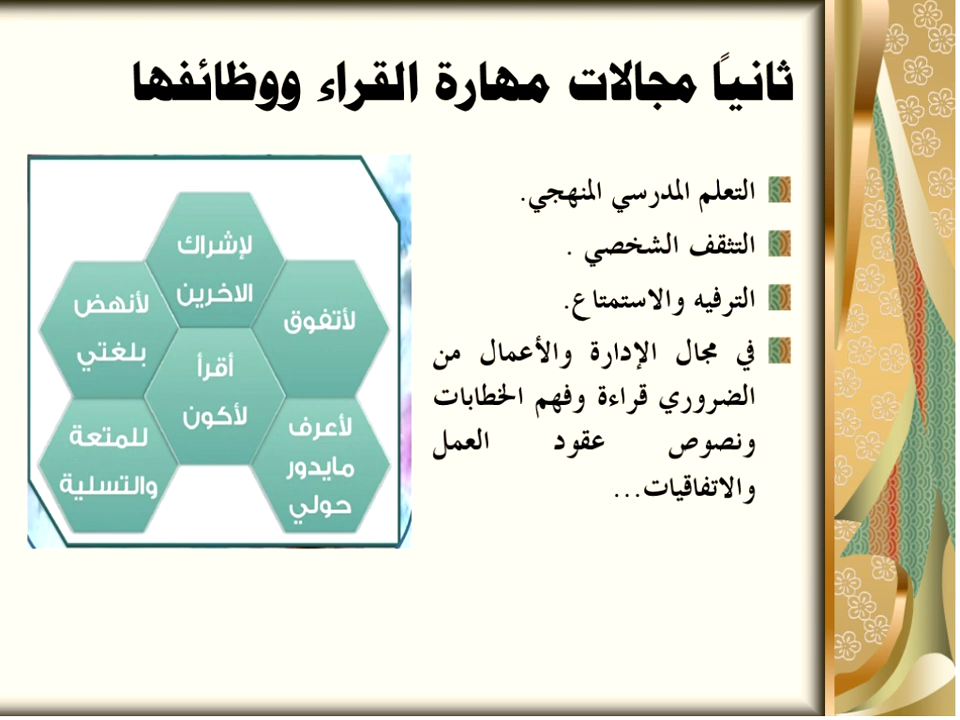 ثانياً مجالات مهارة القراء ووظائفها
التعلم المدرسي المنهجي.
التثقف الشخصي .
الترفيه والاستمتاع.
في مجال الإدارة والأعمال من
الضروري قراءة وفهم الخطابات
ونصوص عقود العمل
والاتفاقيات...
لإشراك
الاخرين
لأتفوق
لأنهض
بلغتي
أقرأ
لأكون
لأعرف
مايدور
حولي
للمتعة
والتسلية